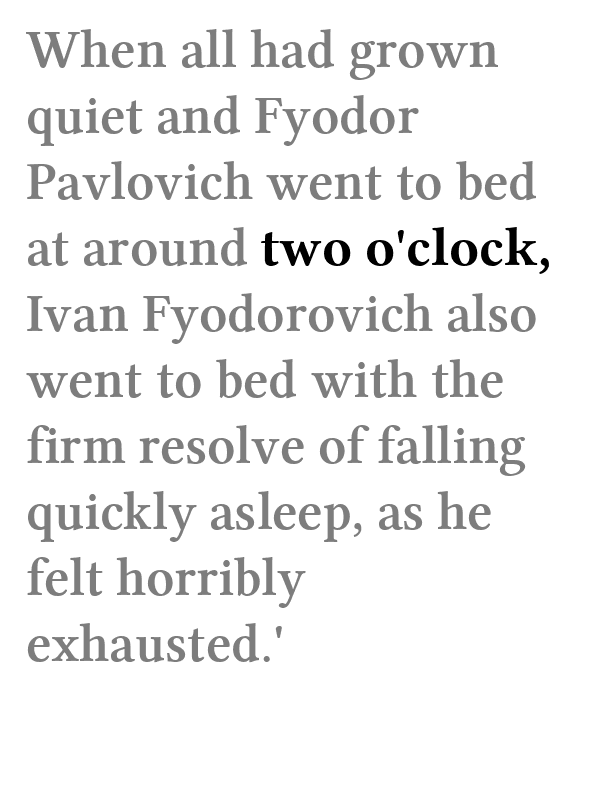 When all had grown
quiet and Fyodor
Pavlovich went to bed
at around two o'clock,
Ivan Fyodorovich also
went to bed with the
firm resolve of falling
quickly asleep, as he
felt horribly
exhausted.'